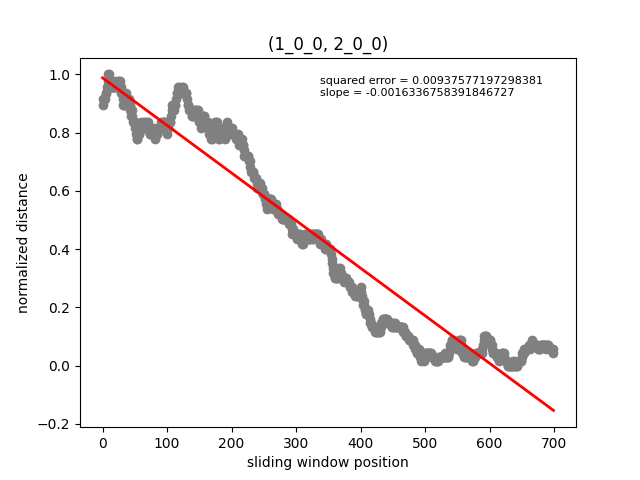 (1_0_0, 2_0_0)
squared error = 0.00937577197298381
slope = -0.0016336758391846727
normalized distance
1.0
0.8
0.6
0.4
0.2
0.0
−0.2
0 100 200 300 400 500 600 700
sliding window position